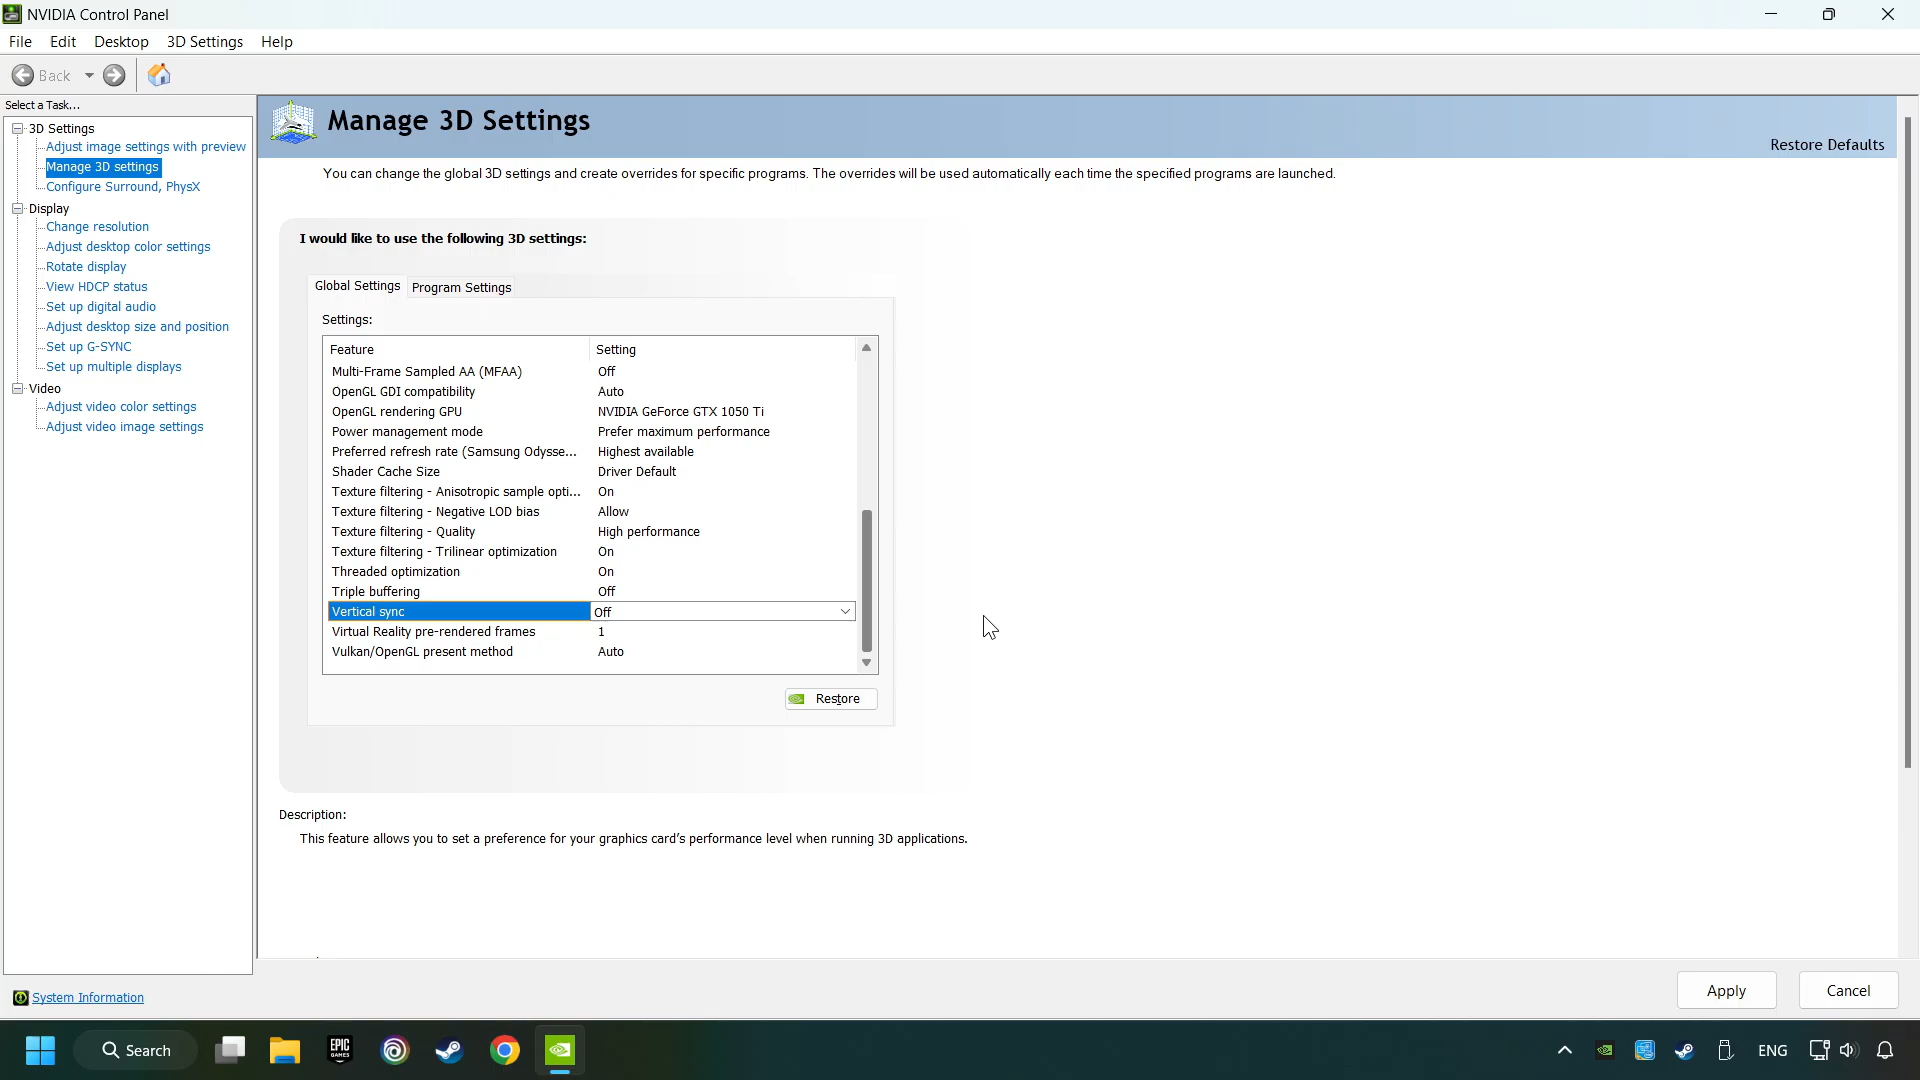 NVIDIA Control Panel
File Edit Desktop 3D Settings Help
Back
Select a Task...
3D Settings
Adjust image settings with preview
Manage 3D settings
Configure Surround, PhysX
Display
Change resolution
Adjust desktop color settings
Rotate display
View HDCP status
Set up digital audio
Adjust desktop size and position
Set up G-SYNC
Set up multiple displays
Video
Adjust video color settings
Adjust video image settings
System Information
Manage 3D Settings
Restore Defaults
You can change the global 3D settings and create overrides for specific programs. The overrides will be used automatically each time the specified programs are launched.
I would like to use the following 3D settings:
Global Settings Program Settings
Settings:
Feature Setting
Multi-Frame Sampled AA (MFAA) Off
OpenGL GDI compatibility Auto
OpenGL rendering GPU NVIDIA GeForce GTX 1050 Ti
Power management mode Prefer maximum performance
Preferred refresh rate (Samsung Odysse... Highest available
Shader Cache Size Driver Default
Texture filtering - Anisotropic sample opti... On
Texture filtering - Negative LOD bias Allow
Texture filtering - Quality High performance
Texture filtering - Trilinear optimization On
Threaded optimization On
Triple buffering Off
Vertical sync Off
Virtual Reality pre-rendered frames 1
Vulkan/OpenGL present method Auto
Restore
Description:
This feature allows you to set a preference for your graphics card's performance level when running 3D applications.
Apply Cancel
Search
EPIC
GAMES
ENG